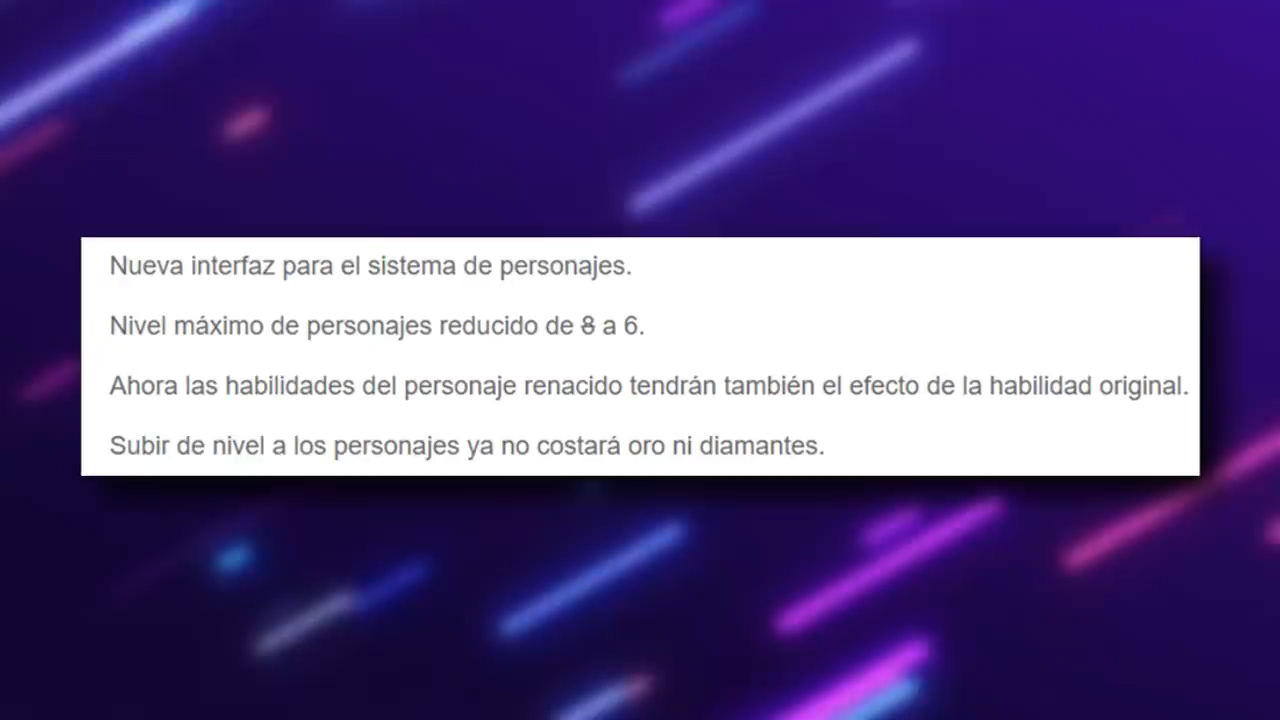 Nueva interfaz para el sistema de personajes.
Nivel máximo de personajes reducido de 8 a 6.
Ahora las habilidades del personaje renacido tendrán también el efecto de la habilidad original.
Subir de nivel a los personajes ya no costará oro ni diamantes.